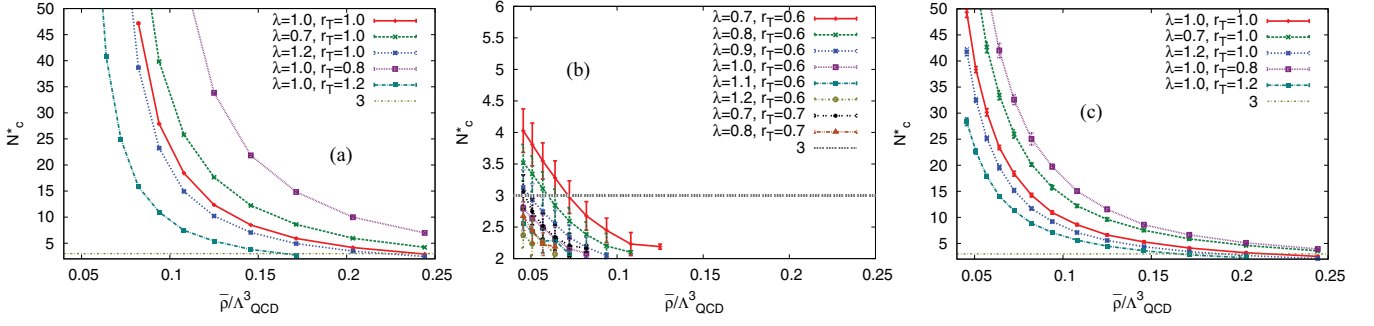 50
45
40
35
30
25
20
15
10
5
N*c
λ=1.0, rT=1.0
λ=0.7, rT=1.0
λ=1.2, rT=1.0
λ=1.0, rT=0.8
λ=1.0, rT=1.2
3
(a)
0.05 0.1 0.15 0.2 0.25
ρ̄/Λ³QCD
6
5.5
5
4.5
4
3.5
3
2.5
2
N*c
λ=0.7, rT=0.6
λ=0.8, rT=0.6
λ=0.9, rT=0.6
λ=1.0, rT=0.6
λ=1.1, rT=0.6
λ=1.2, rT=0.6
λ=0.7, rT=0.7
λ=0.8, rT=0.7
3
(b)
0.05 0.1 0.15 0.2 0.25
ρ̄/Λ³QCD
50
45
40
35
30
25
20
15
10
5
N*c
λ=1.0, rT=1.0
λ=0.7, rT=1.0
λ=1.2, rT=1.0
λ=1.0, rT=0.8
λ=1.0, rT=1.2
3
(c)
0.05 0.1 0.15 0.2 0.25
ρ̄/Λ³QCD